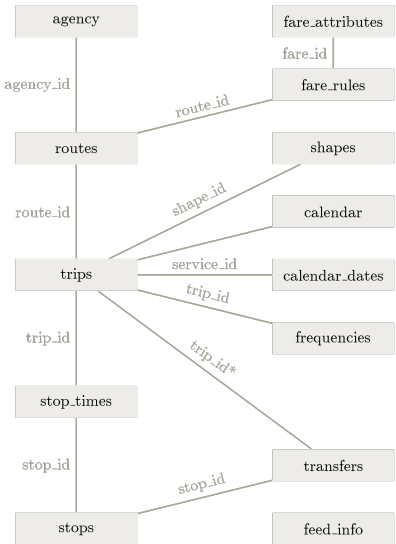 agency
fare_attributes
agency_id
fare_id
fare_rules
route_id
routes
shapes
shape_id
route_id
calendar
service_id
trips
calendar_dates
trip_id
trip_id
frequencies
trip_id*
stop_times
stop_id
transfers
stop_id
stops
feed_info